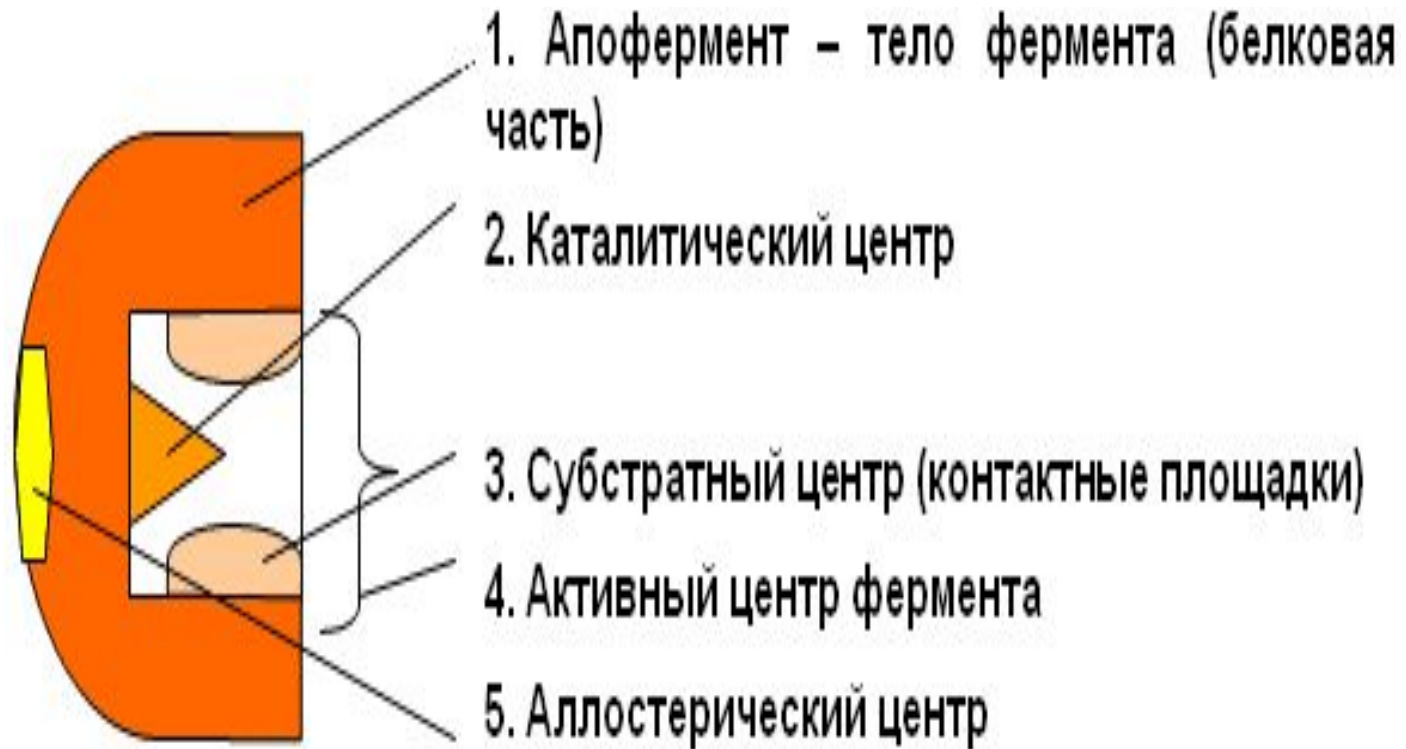 1. Апофермент – тело фермента (белковая
часть)
2. Каталитический центр
3. Субстратный центр (контактные площадки)
4. Активный центр фермента
5. Аллостерический центр